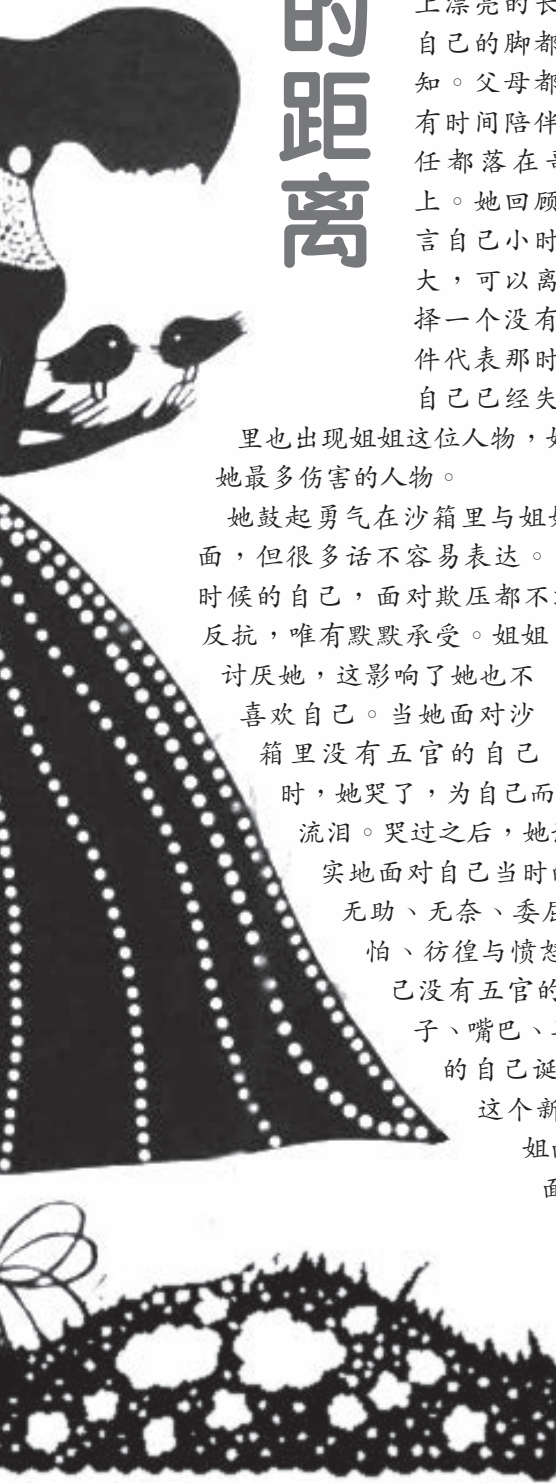 的
距
离
上漂亮的长
自己的脚都
知。父母都
有时间陪伴
任都落在
上。她回顾
言自己小时
大，可以离
择一个没有
件代表那时
自己已经失
里也出现姐姐这位人物，
她最多伤害的人物。
她鼓起勇气在沙箱里与姐
面，但很多话不容易表达。
时候的自己，面对欺压都不
反抗，唯有默默承受。姐姐
讨厌她，这影响了她也不
喜欢自己。当她面对沙
箱里没有五官的自己
时，她哭了，为自己而
流泪。哭过之后，她
实地面对自己当时的
无助、无奈、委屈
怕、彷徨与愤怒
己没有五官的
子、嘴巴、
的自己诞
这个新
姐
面